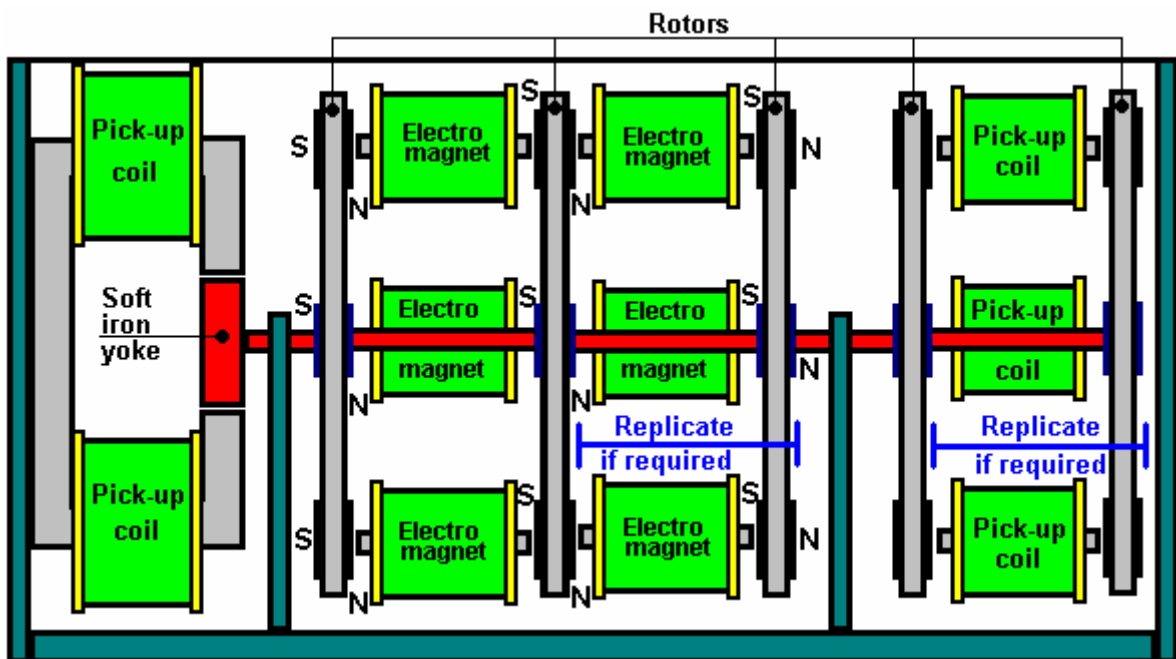 Rotors
S
S
Pick-up
coil
Electro
magnet
Electro
magnet
Pick-up
coil
S
N
N
N
Soft
iron
yoke
S
S
S
Electro
magnet
Electro
magnet
Pick-up
coil
N
N
N
Replicate
if required
Replicate
if required
Pick-up
coil
S
S
S
Electro
magnet
Electro
magnet
N
Pick-up
coil
N
N